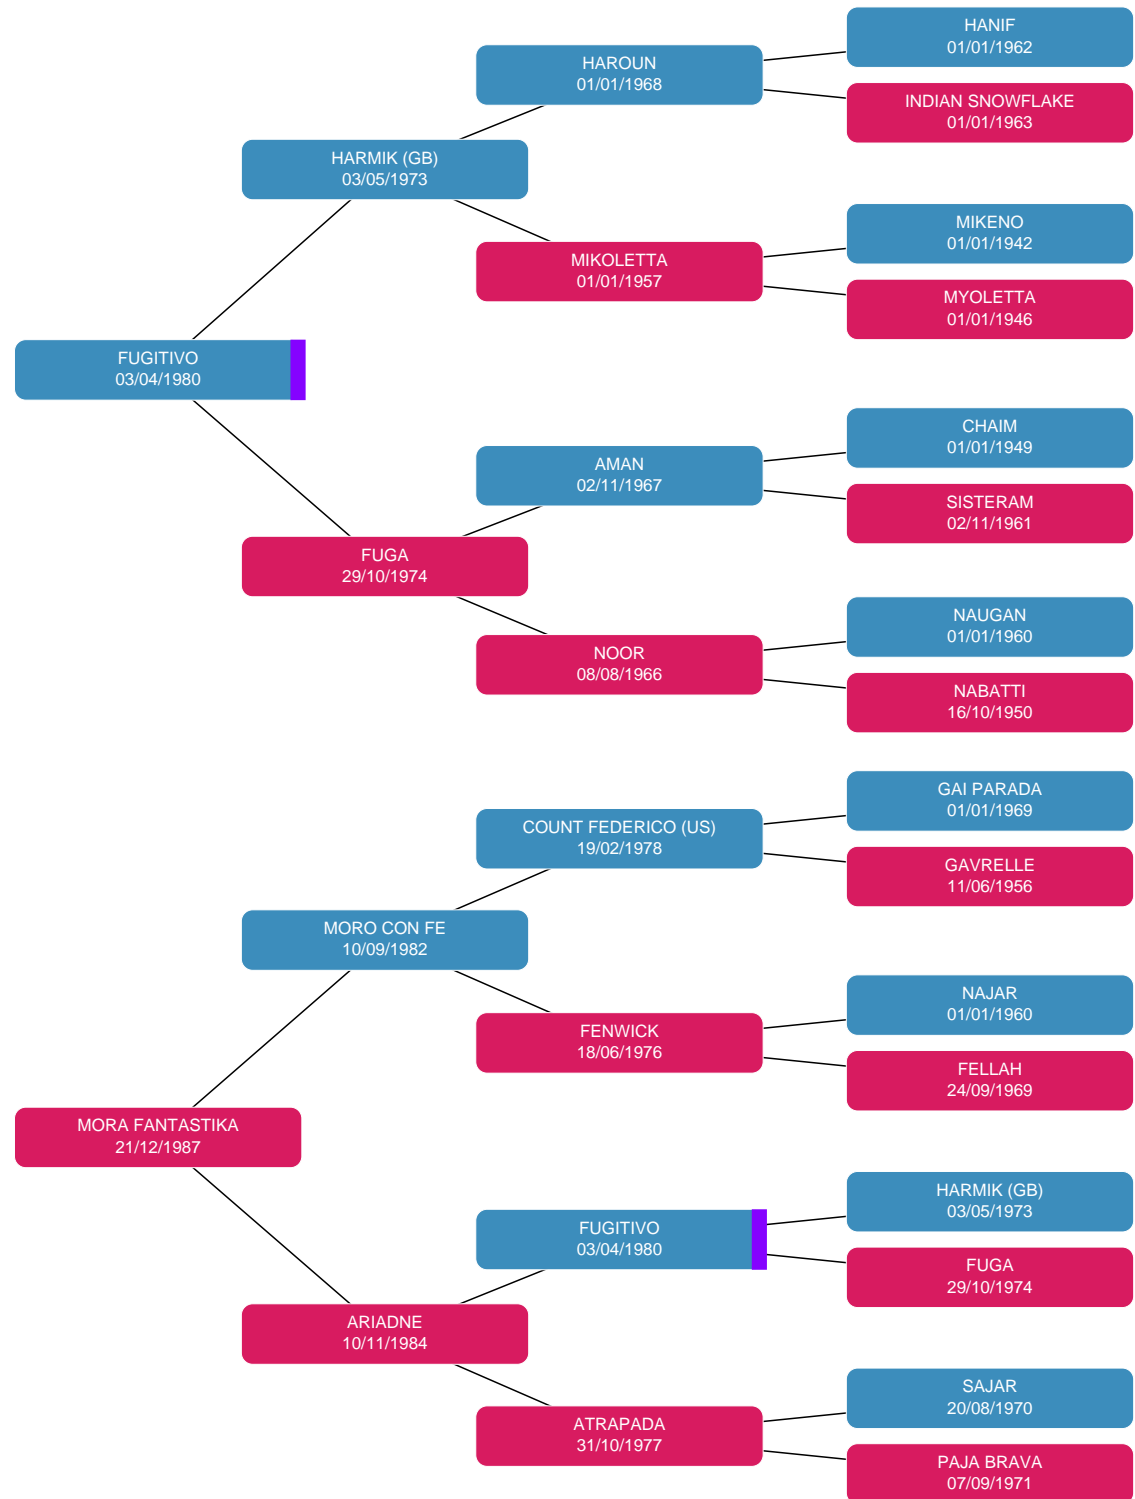 HANIF
01/01/1962
HAROUN
01/01/1968
INDIAN SNOWFLAKE
01/01/1963
HARMIK (GB)
03/05/1973
MIKENO
01/01/1942
MIKOLETTA
01/01/1957
MYOLETTA
01/01/1946
FUGITIVO
03/04/1980
CHAIM
01/01/1949
AMAN
02/11/1967
SISTERAM
02/11/1961
FUGA
29/10/1974
NAUGAN
01/01/1960
NOOR
08/08/1966
NABATTI
16/10/1950
GAI PARADA
01/01/1969
COUNT FEDERICO (US)
19/02/1978
GAVRELLE
11/06/1956
MORO CON FE
10/09/1982
NAJAR
01/01/1960
FENWICK
18/06/1976
FELLAH
24/09/1969
MORA FANTASTIKA
21/12/1987
HARMIK (GB)
03/05/1973
FUGITIVO
03/04/1980
FUGA
29/10/1974
ARIADNE
10/11/1984
SAJAR
20/08/1970
ATRAPADA
31/10/1977
PAJA BRAVA
07/09/1971